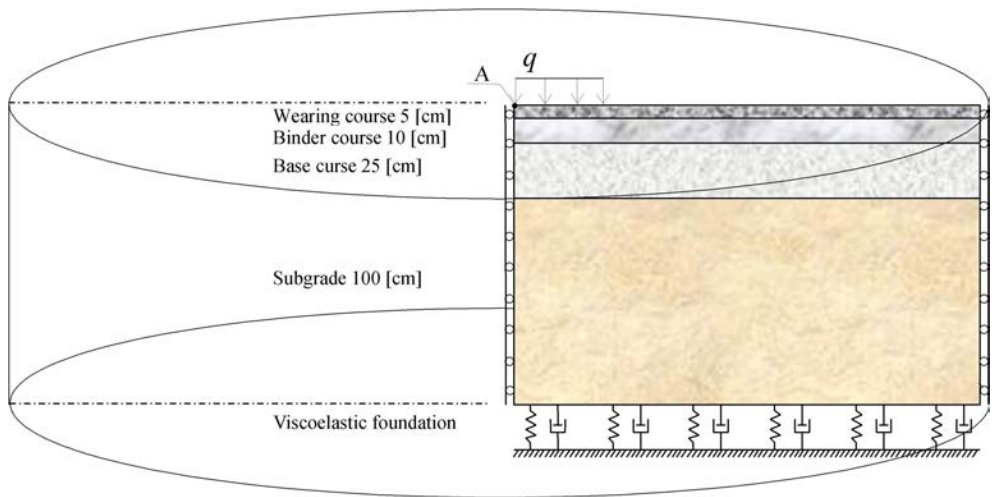 q
A
Wearing course 5 [cm]
Binder course 10 [cm]
Base curse 25 [cm]
Subgrade 100 [cm]
Viscoelastic foundation